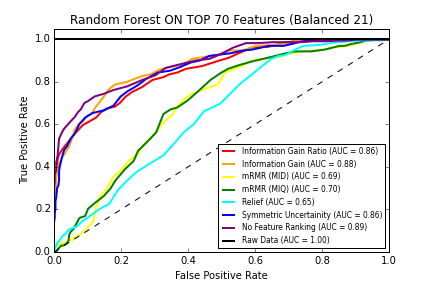 Random Forest ON TOP 70 Features (Balanced 21)
True Positive Rate
1.0
0.8
0.6
0.4
0.2
0.0
Information Gain Ratio (AUC = 0.86)
Information Gain (AUC = 0.88)
mRMR (MID) (AUC = 0.69)
mRMR (MIQ) (AUC = 0.70)
Relief (AUC = 0.65)
Symmetric Uncertainity (AUC = 0.86)
No Feature Ranking (AUC = 0.89)
Raw Data (AUC = 1.00)
0.0 0.2 0.4 0.6 0.8 1.0
False Positive Rate